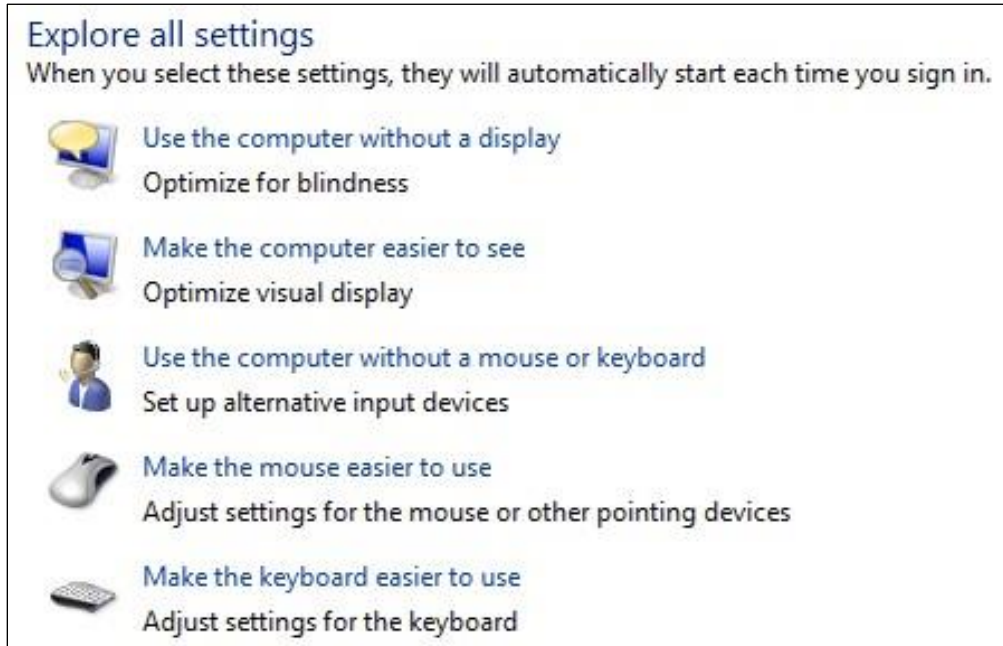 Explore all settings
When you select these settings, they will automatically start each time you sign in.
Use the computer without a display
Optimize for blindness
Make the computer easier to see
Optimize visual display
Use the computer without a mouse or keyboard
Set up alternative input devices
Make the mouse easier to use
Adjust settings for the mouse or other pointing devices
Make the keyboard easier to use
Adjust settings for the keyboard